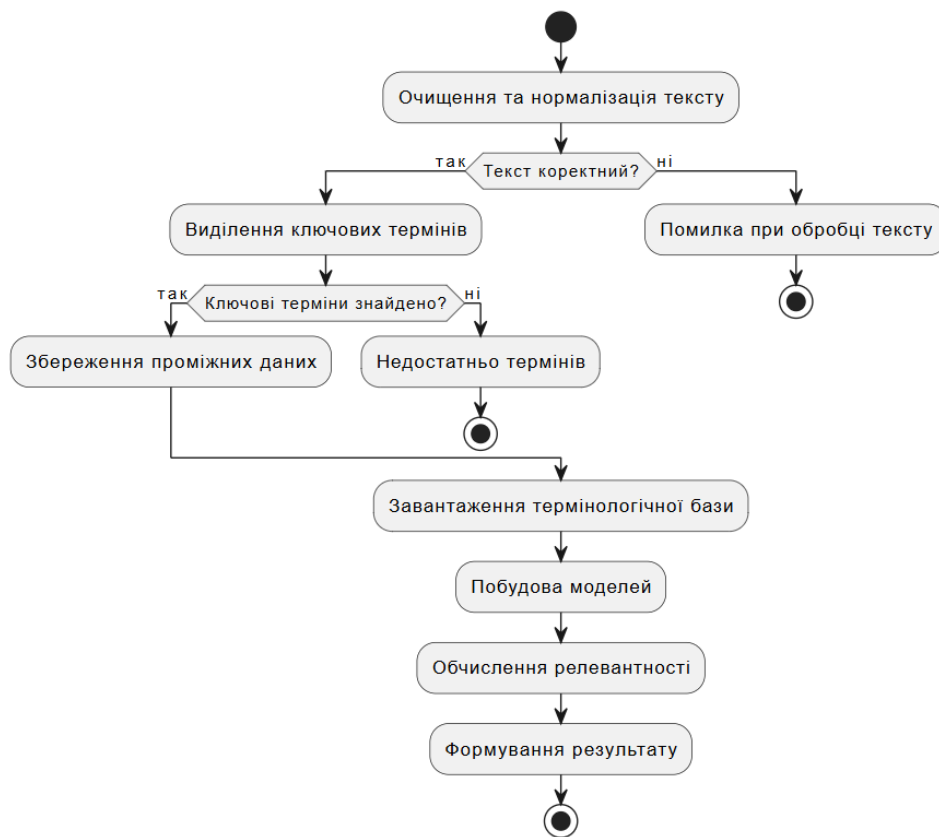 Очищення та нормалізація тексту
так
Текст коректний?
ні
Виділення ключових термінів
Помилка при обробці тексту
так
Ключові терміни знайдено?
ні
Збереження проміжних даних
Недостатньо термінів
Завантаження термінологічної бази
Побудова моделей
Обчислення релевантності
Формування результату